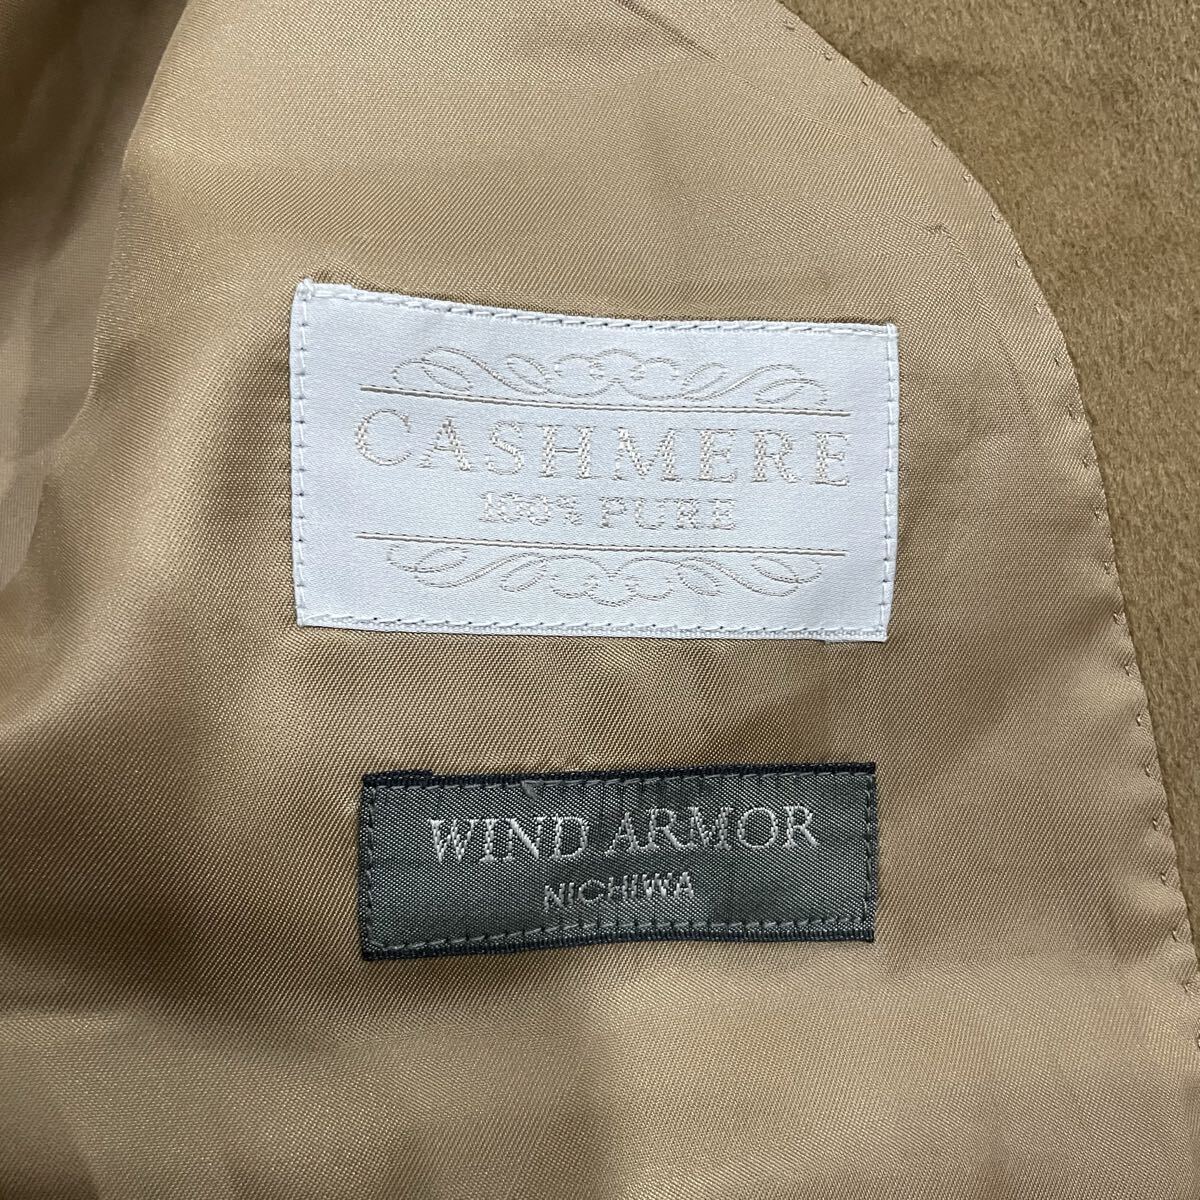 CASHMERE
100% PURE
WIND ARMOR
NICHIWA